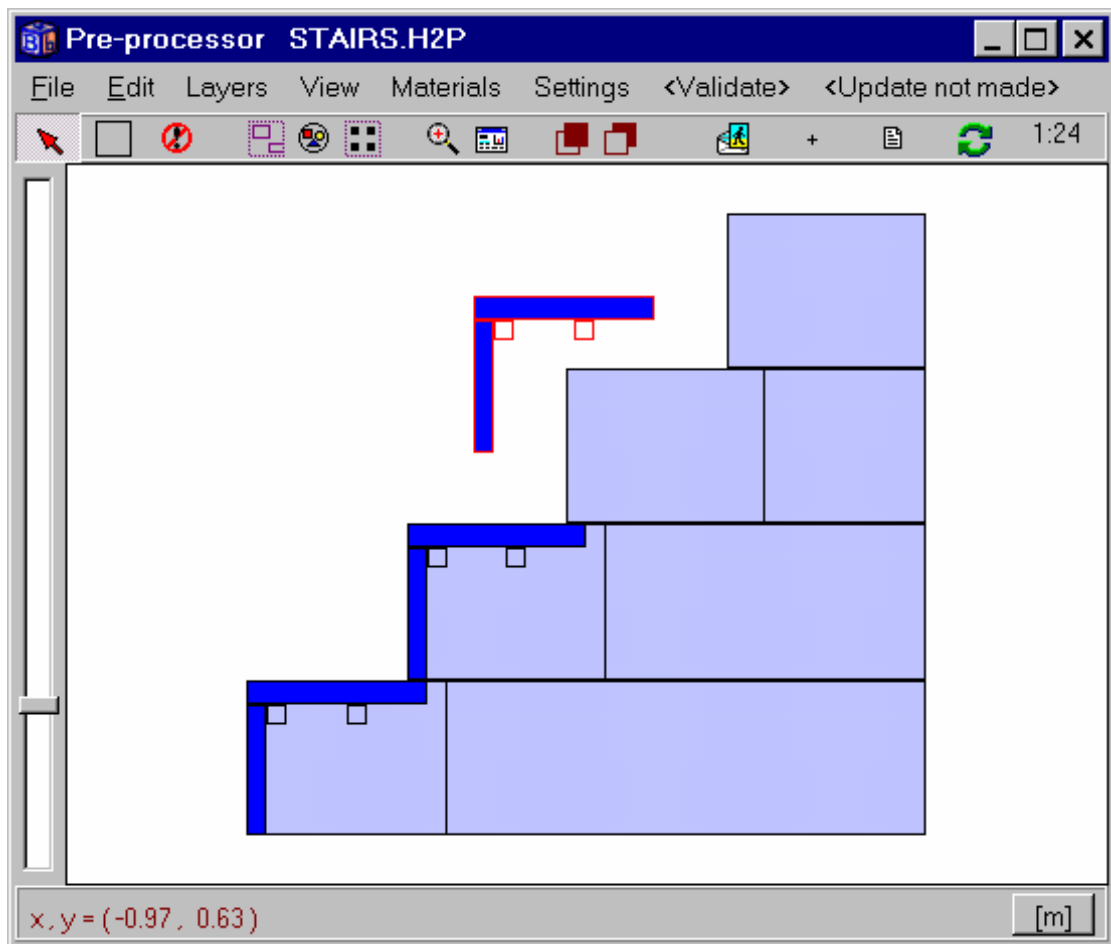 Pre-processor STAIRS.H2P
File Edit Layers View Materials Settings <Validate> <Update not made>
1:24
x,y = (-0.97, 0.63)
[m]